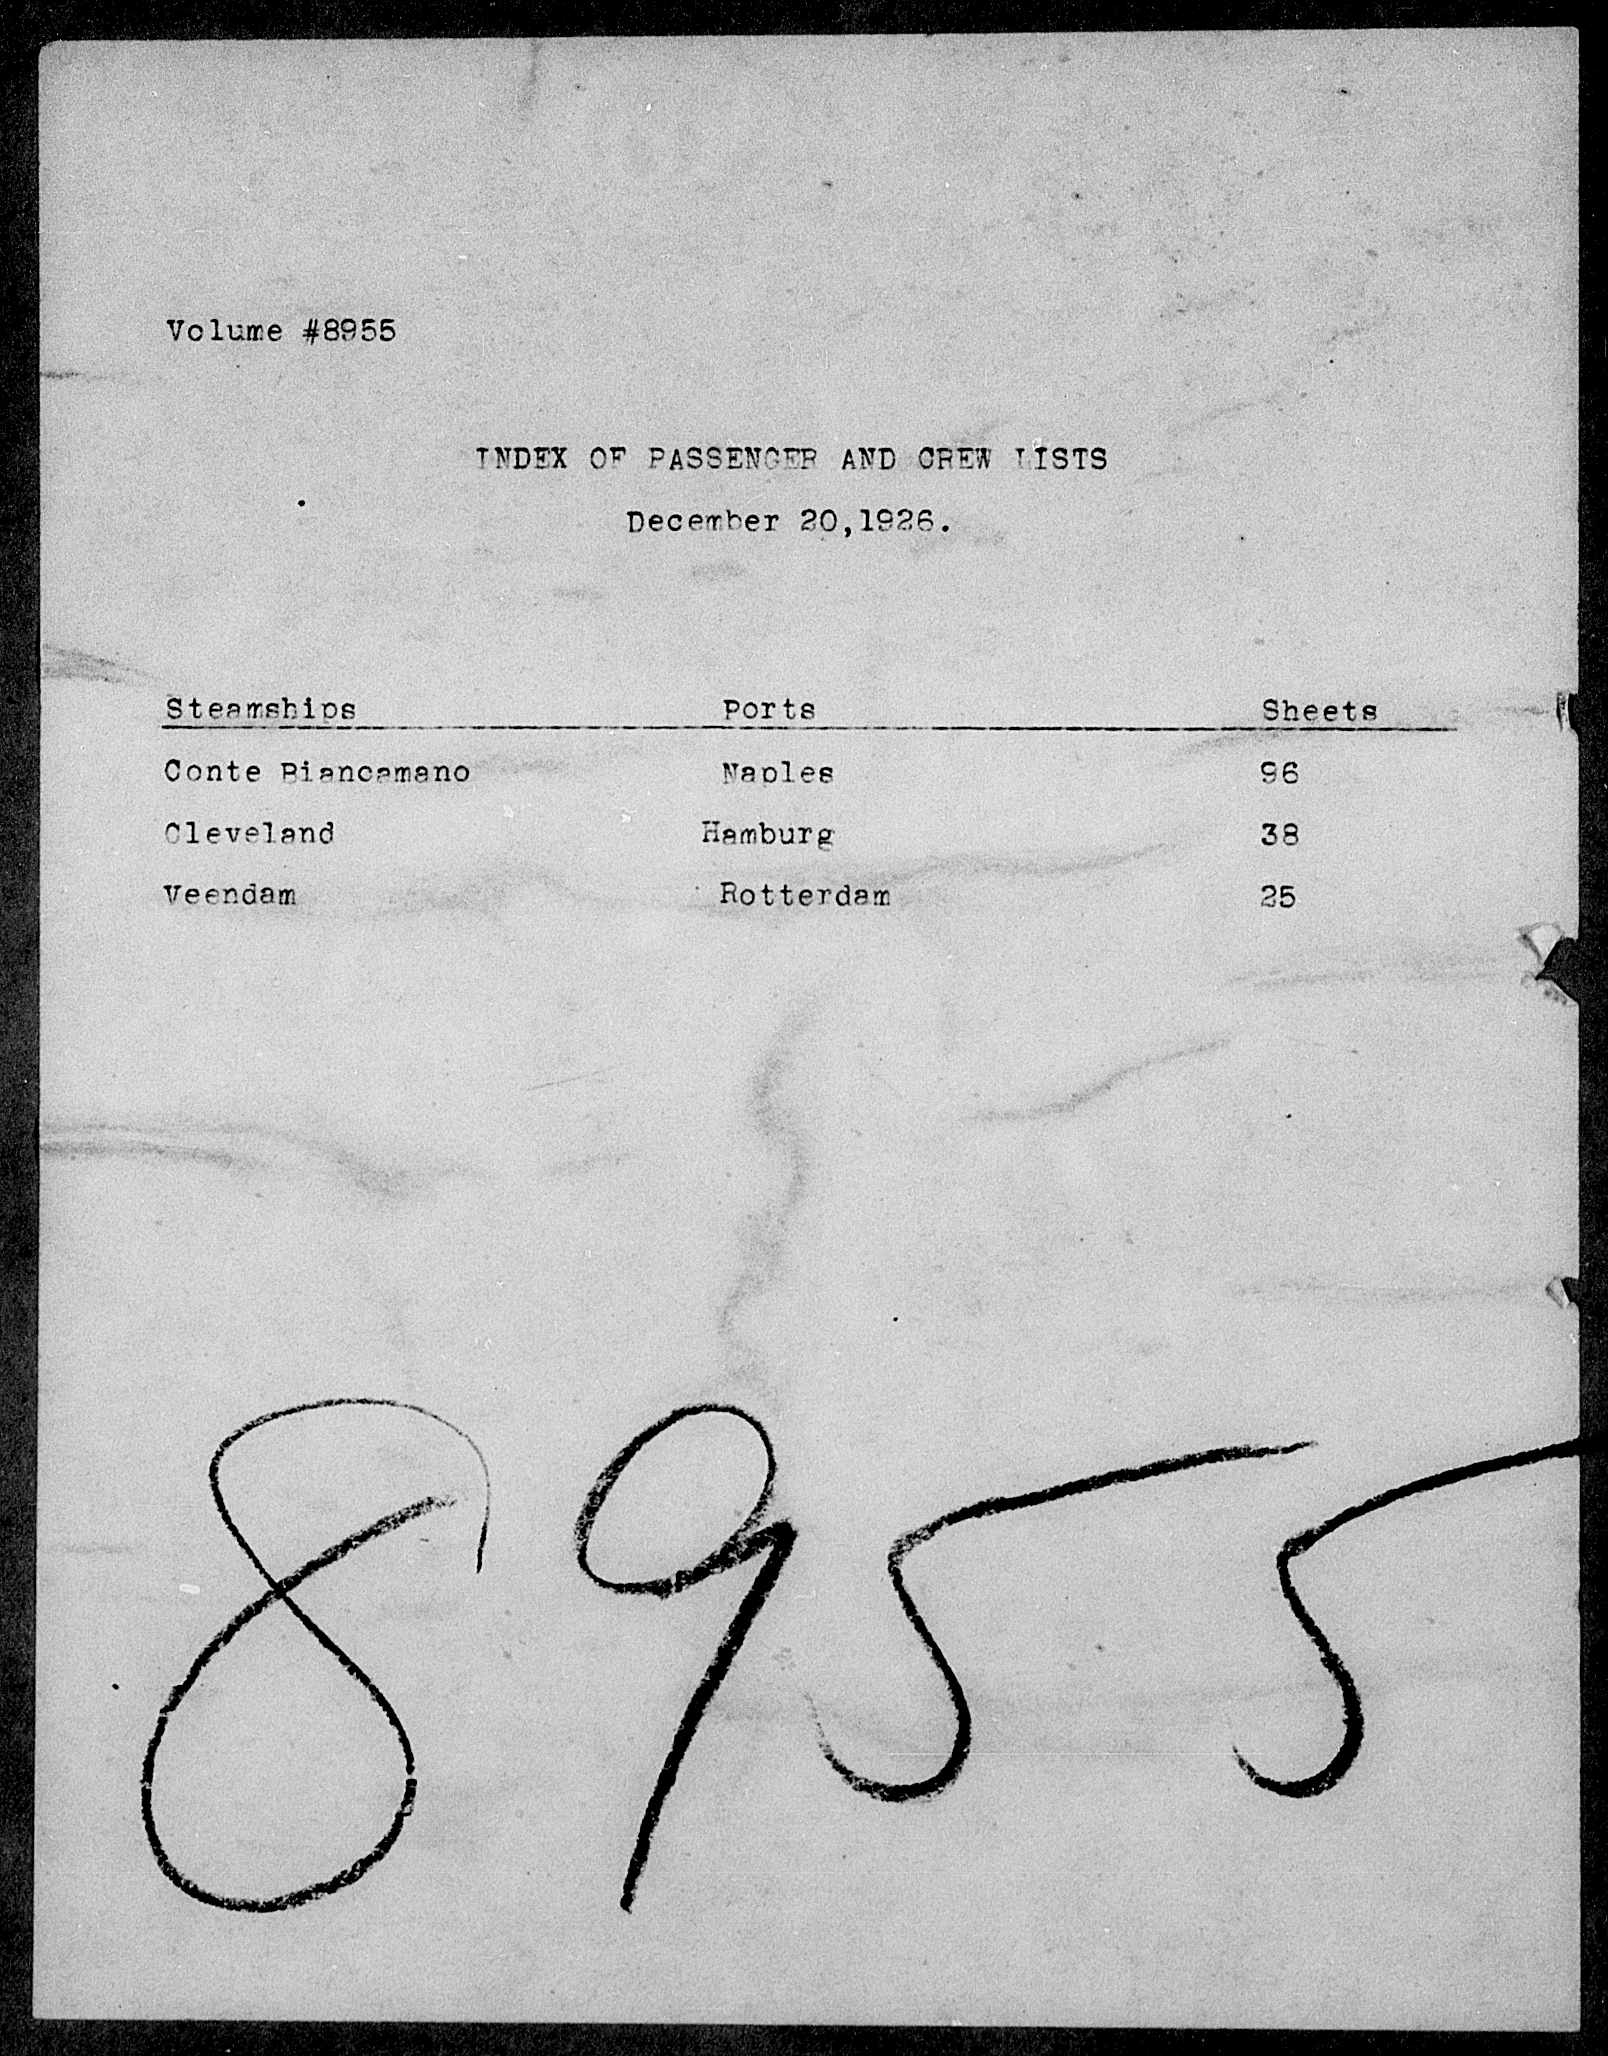 Volume #8955
INDEX OF PASSENGER AND CREW LISTS
December 20,1926.
Steamships Ports Sheets
Conte Biancamano Naples 96
Cleveland Hamburg 38
Veendam Rotterdam 25
8955